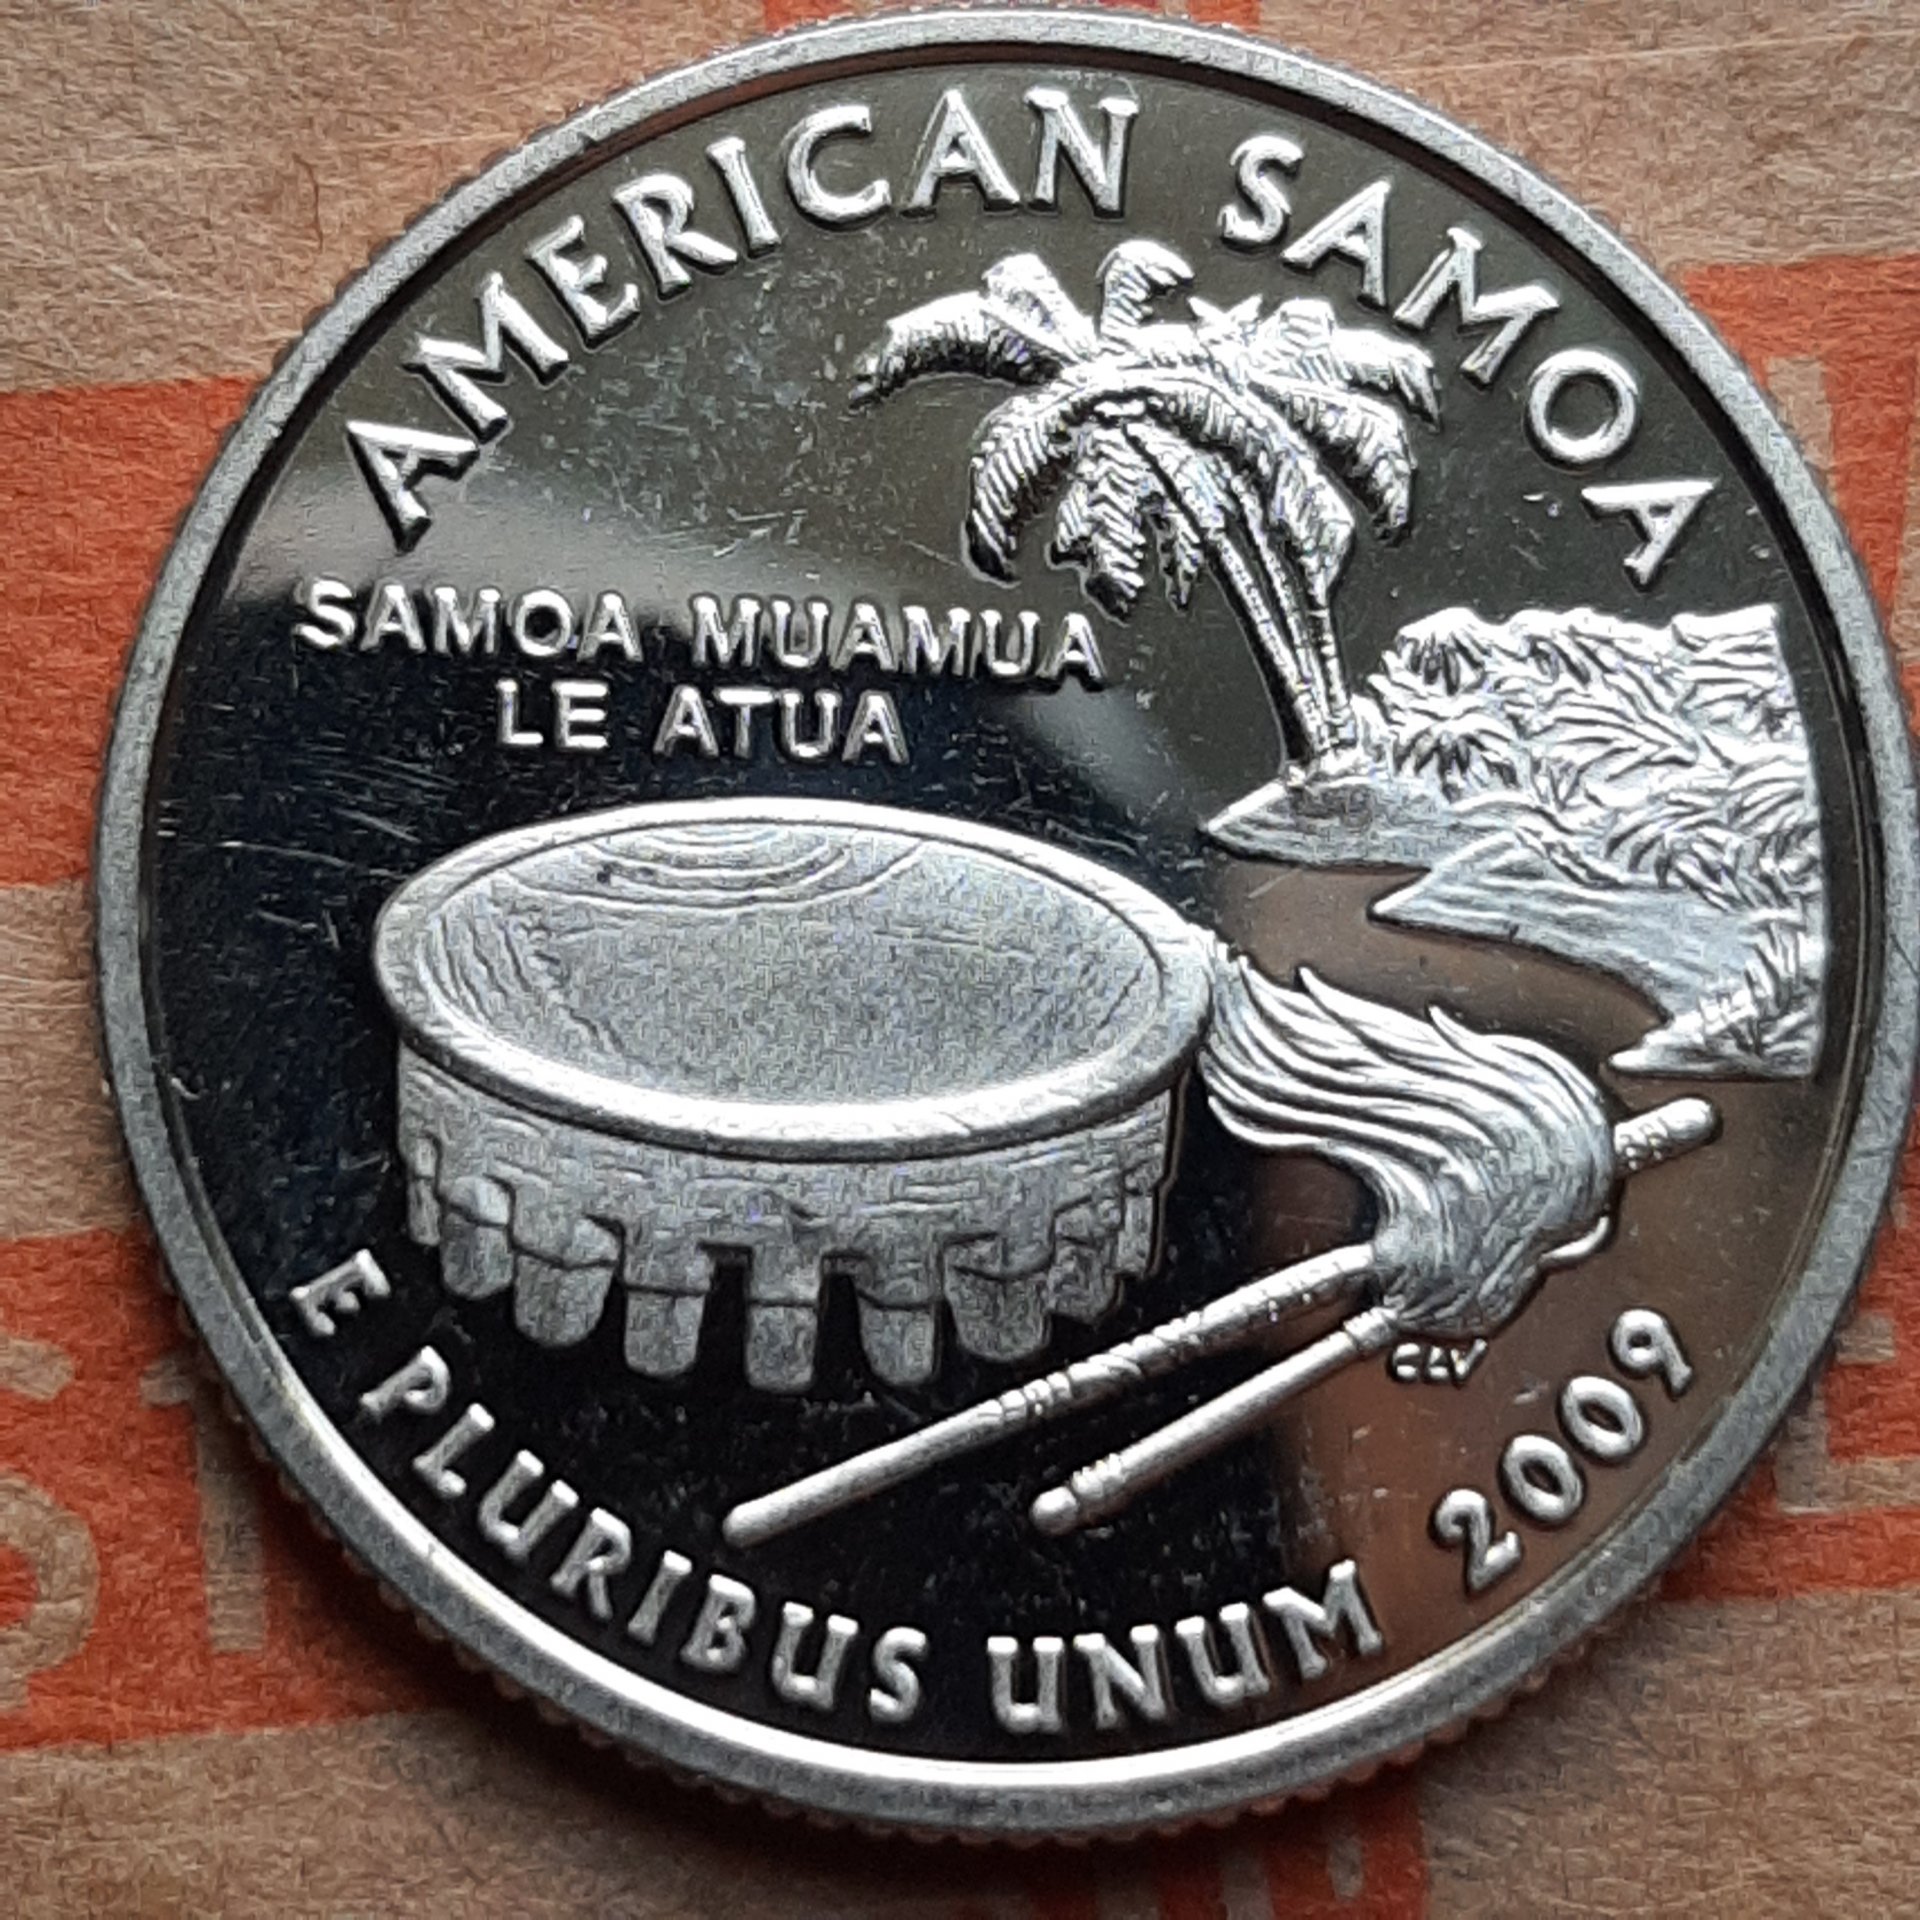 AMERICAN SAMOA
SAMOA MUAMUA
LE ATUA
CLV
E PLURIBUS UNUM 2009